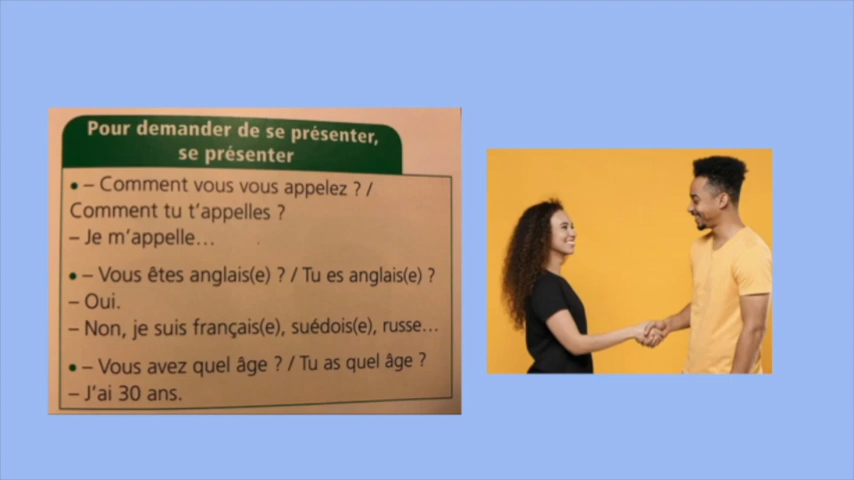 Pour demander de se présenter,
se présenter
• – Comment vous vous appelez ? /
Comment tu t'appelles ?
– Je m'appelle…
• – Vous êtes anglais(e) ? / Tu es anglais(e) ?
– Oui.
– Non, je suis français(e), suédois(e), russe…
• – Vous avez quel âge ? / Tu as quel âge ?
– J'ai 30 ans.